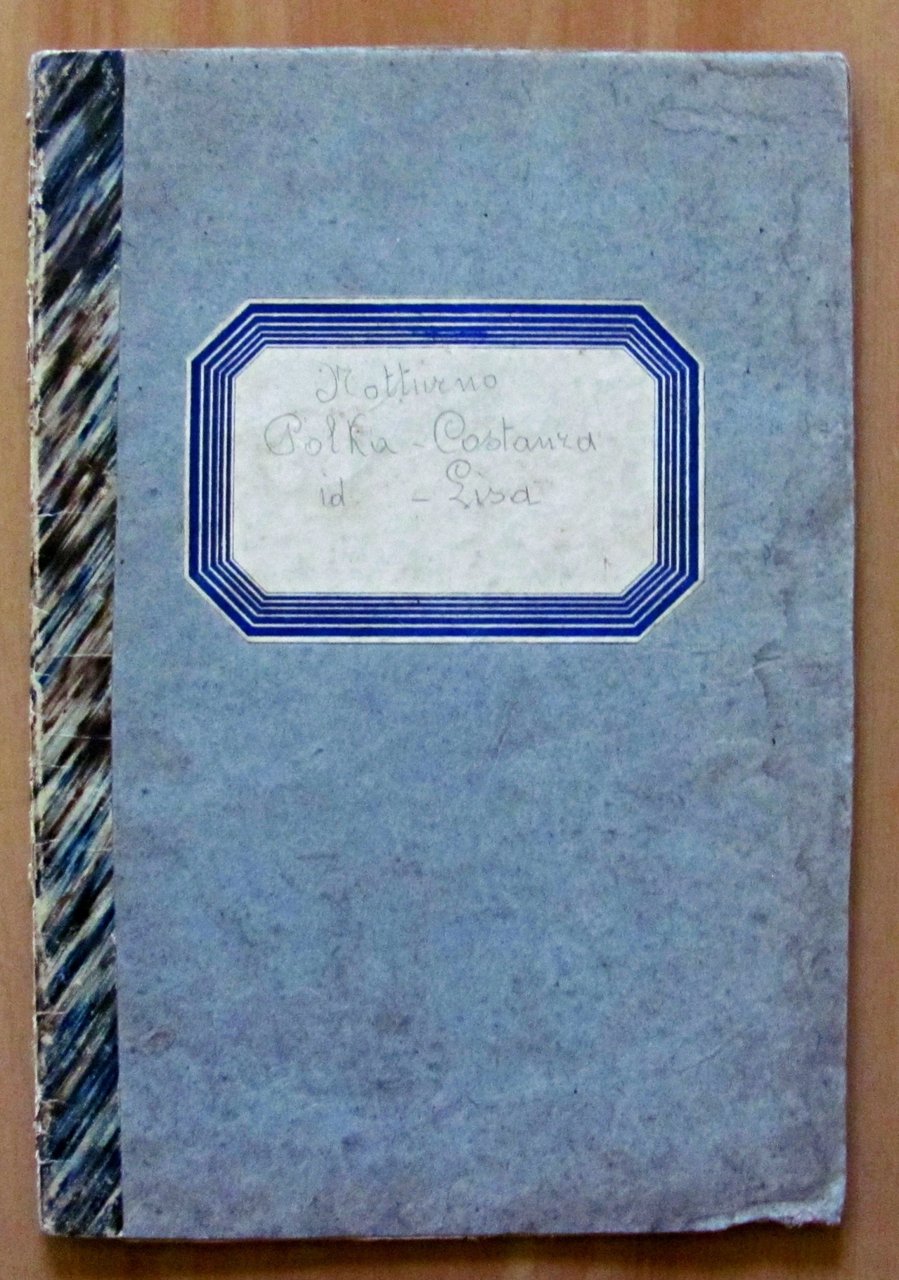 Notturno
Polka - Costanza
id. - Lisa